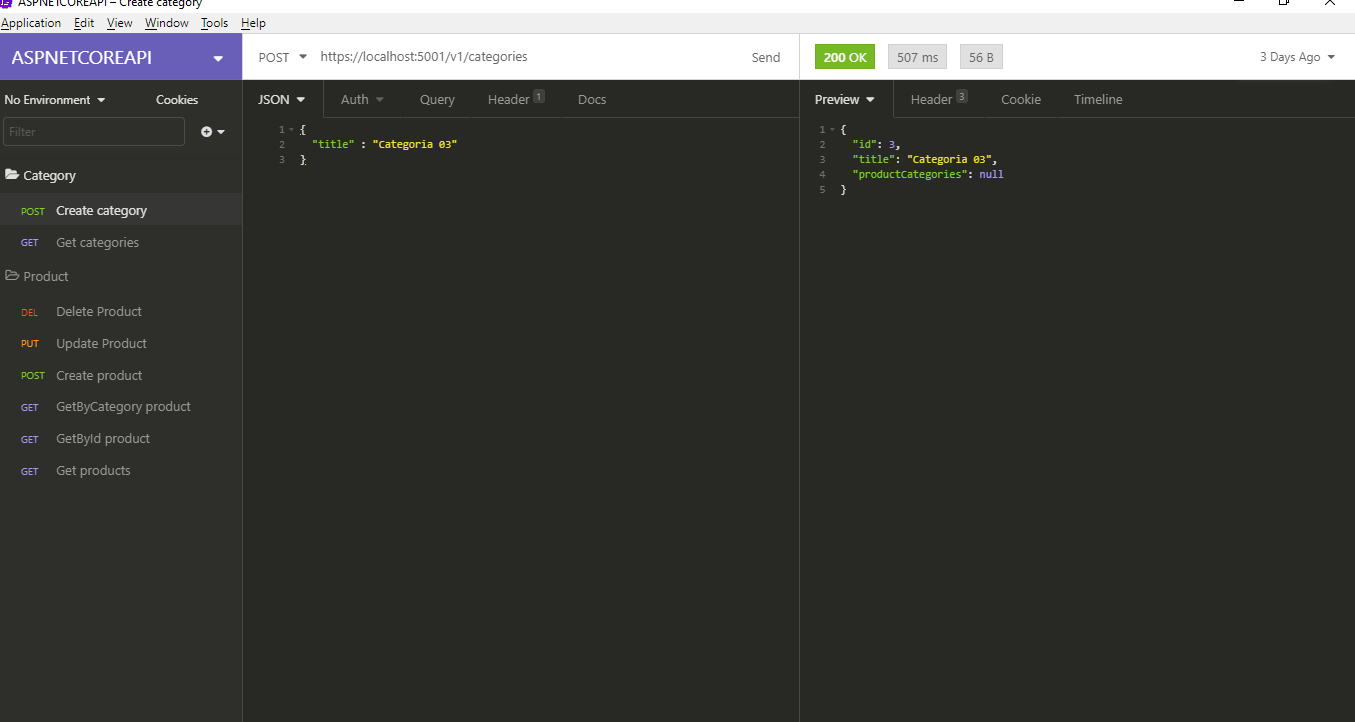 ASPNETCOREAPI – Create category
Application Edit View Window Tools Help
ASPNETCOREAPI
POST https://localhost:5001/v1/categories Send
200 OK 507 ms 56 B 3 Days Ago
No Environment Cookies
JSON Auth Query Header 1 Docs
Preview Header 3 Cookie Timeline
Filter
1 {
2 "title" : "Categoria 03"
3 }
1 {
2 "id": 3,
3 "title": "Categoria 03",
4 "productCategories": null
5 }
Category
POST Create category
GET Get categories
Product
DEL Delete Product
PUT Update Product
POST Create product
GET GetByCategory product
GET GetById product
GET Get products